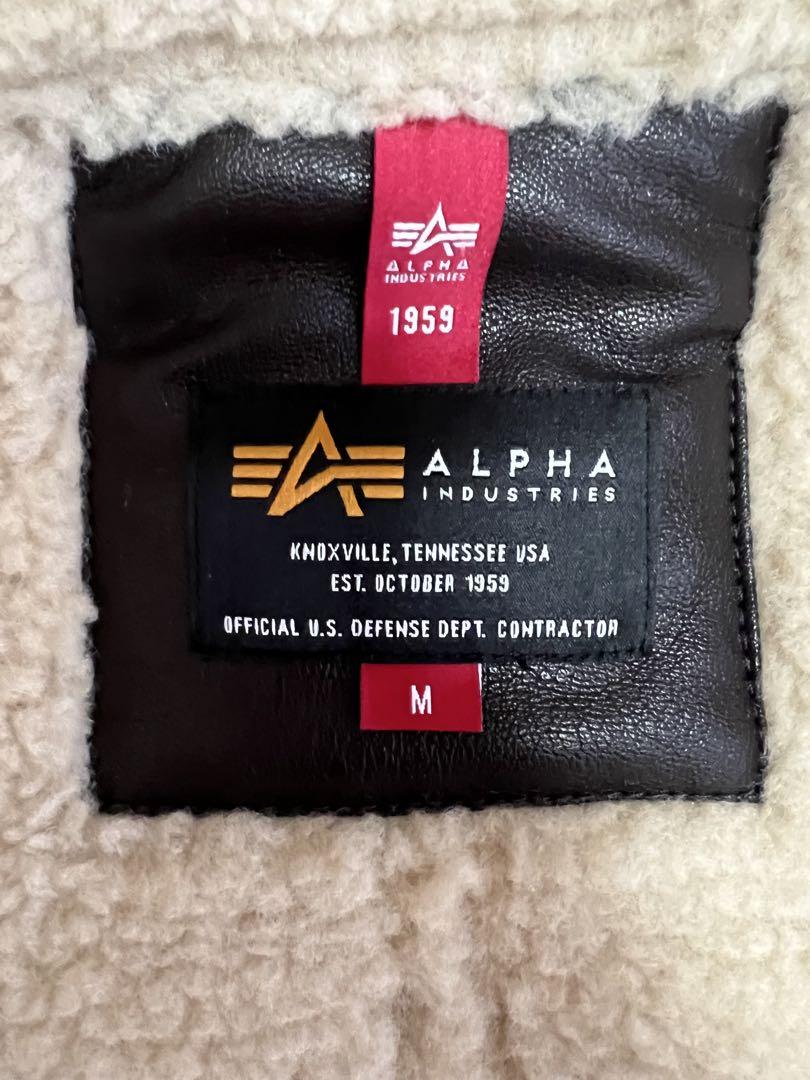 ALPHA
INDUSTRIES
1959
ALPHA
INDUSTRIES
KNOXVILLE, TENNESSEE USA
EST. OCTOBER 1959
OFFICIAL U.S. DEFENSE DEPT. CONTRACTOR
M